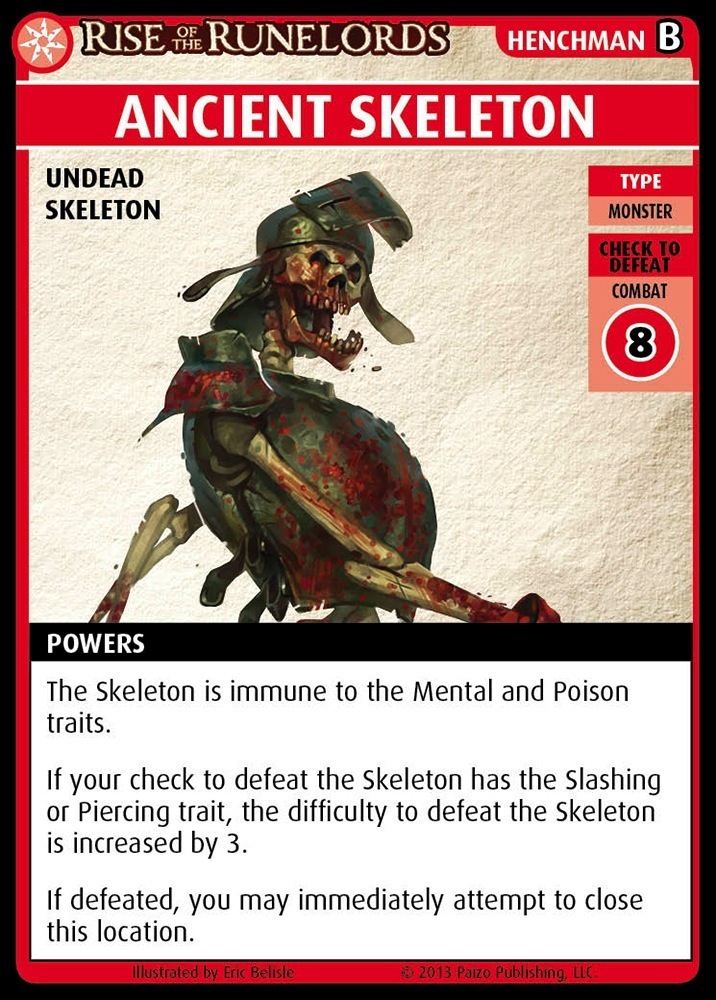 RISE OF THE RUNELORDS
HENCHMAN B
ANCIENT SKELETON
UNDEAD
SKELETON
TYPE
MONSTER
CHECK TO
DEFEAT
COMBAT
8
POWERS
The Skeleton is immune to the Mental and Poison
traits.
If your check to defeat the Skeleton has the Slashing
or Piercing trait, the difficulty to defeat the Skeleton
is increased by 3.
If defeated, you may immediately attempt to close
this location.
Illustrated by Eric Belisle
© 2013 Paizo Publishing, LLC.